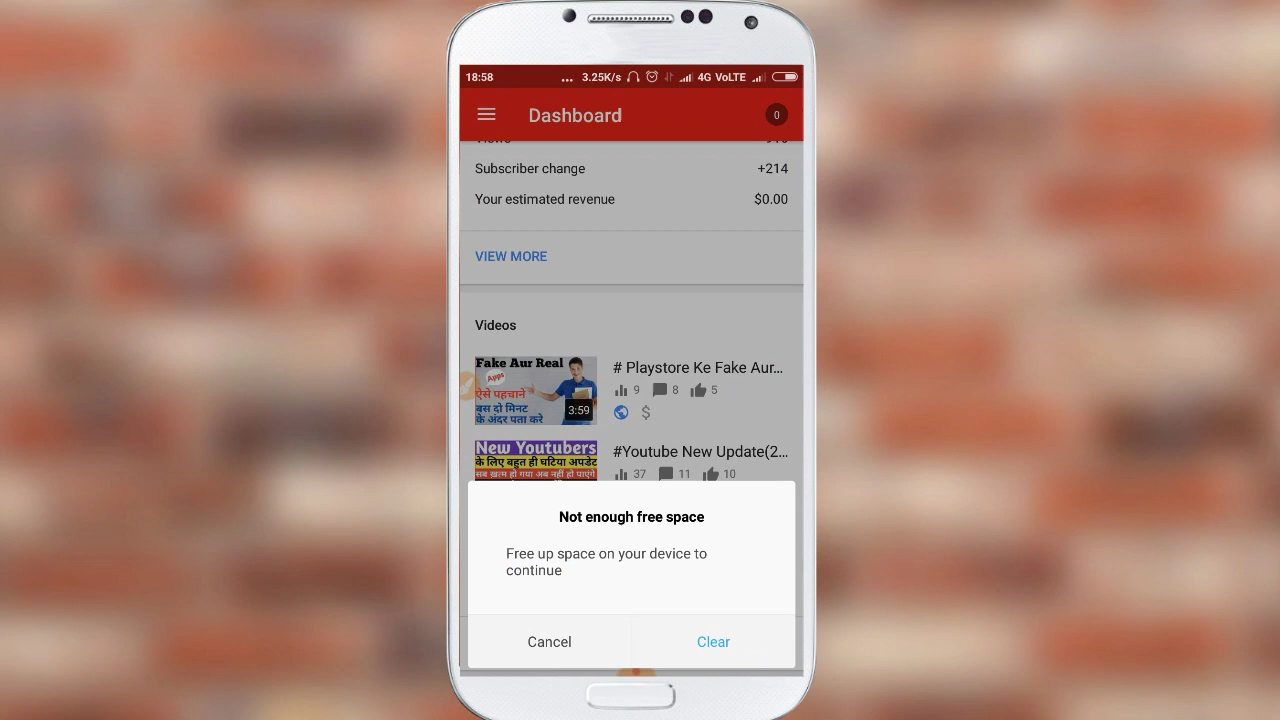 18:58 ... 3.25K/s 4G VoLTE
Dashboard 0
Subscriber change +214
Your estimated revenue $0.00
VIEW MORE
Videos
Fake Aur Real
Apps
ऐसे पहचाने
बस दो मिनट
के अंदर पता करे
3:59
# Playstore Ke Fake Aur...
9 8 5
$
New Youtubers
के लिए बहुत ही घटिया अपडेट
सब ख़त्म हो गया अब नहीं हो पाएंगे
#Youtube New Update(2...
37 11 10
Not enough free space
Free up space on your device to
continue
Cancel Clear